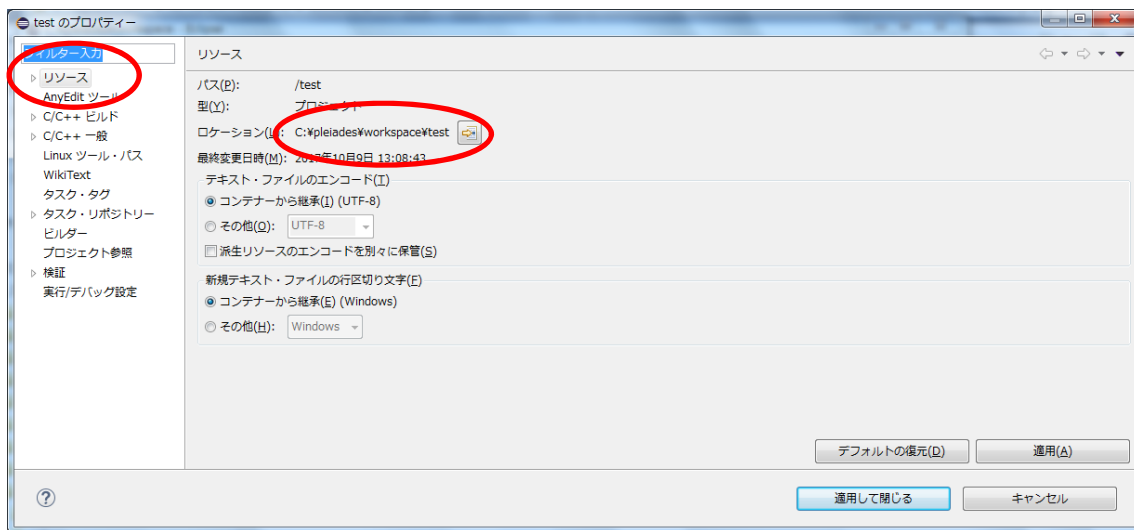 test のプロパティー
フィルター入力
リソース
AnyEdit ツール
C/C++ ビルド
C/C++ 一般
Linux ツール・パス
WikiText
タスク・タグ
タスク・リポジトリー
ビルダー
プロジェクト参照
検証
実行/デバッグ設定
リソース
パス(P): /test
型(Y): プロジェクト
ロケーション(L): C:¥pleiades¥workspace¥test
最終変更日時(M): 2017年10月9日 13:08:43
テキスト・ファイルのエンコード(T)
コンテナーから継承(I) (UTF-8)
その他(O): UTF-8
派生リソースのエンコードを別々に保管(S)
新規テキスト・ファイルの行区切り文字(F)
コンテナーから継承(E) (Windows)
その他(H): Windows
デフォルトの復元(D) 適用(A)
? 適用して閉じる キャンセル